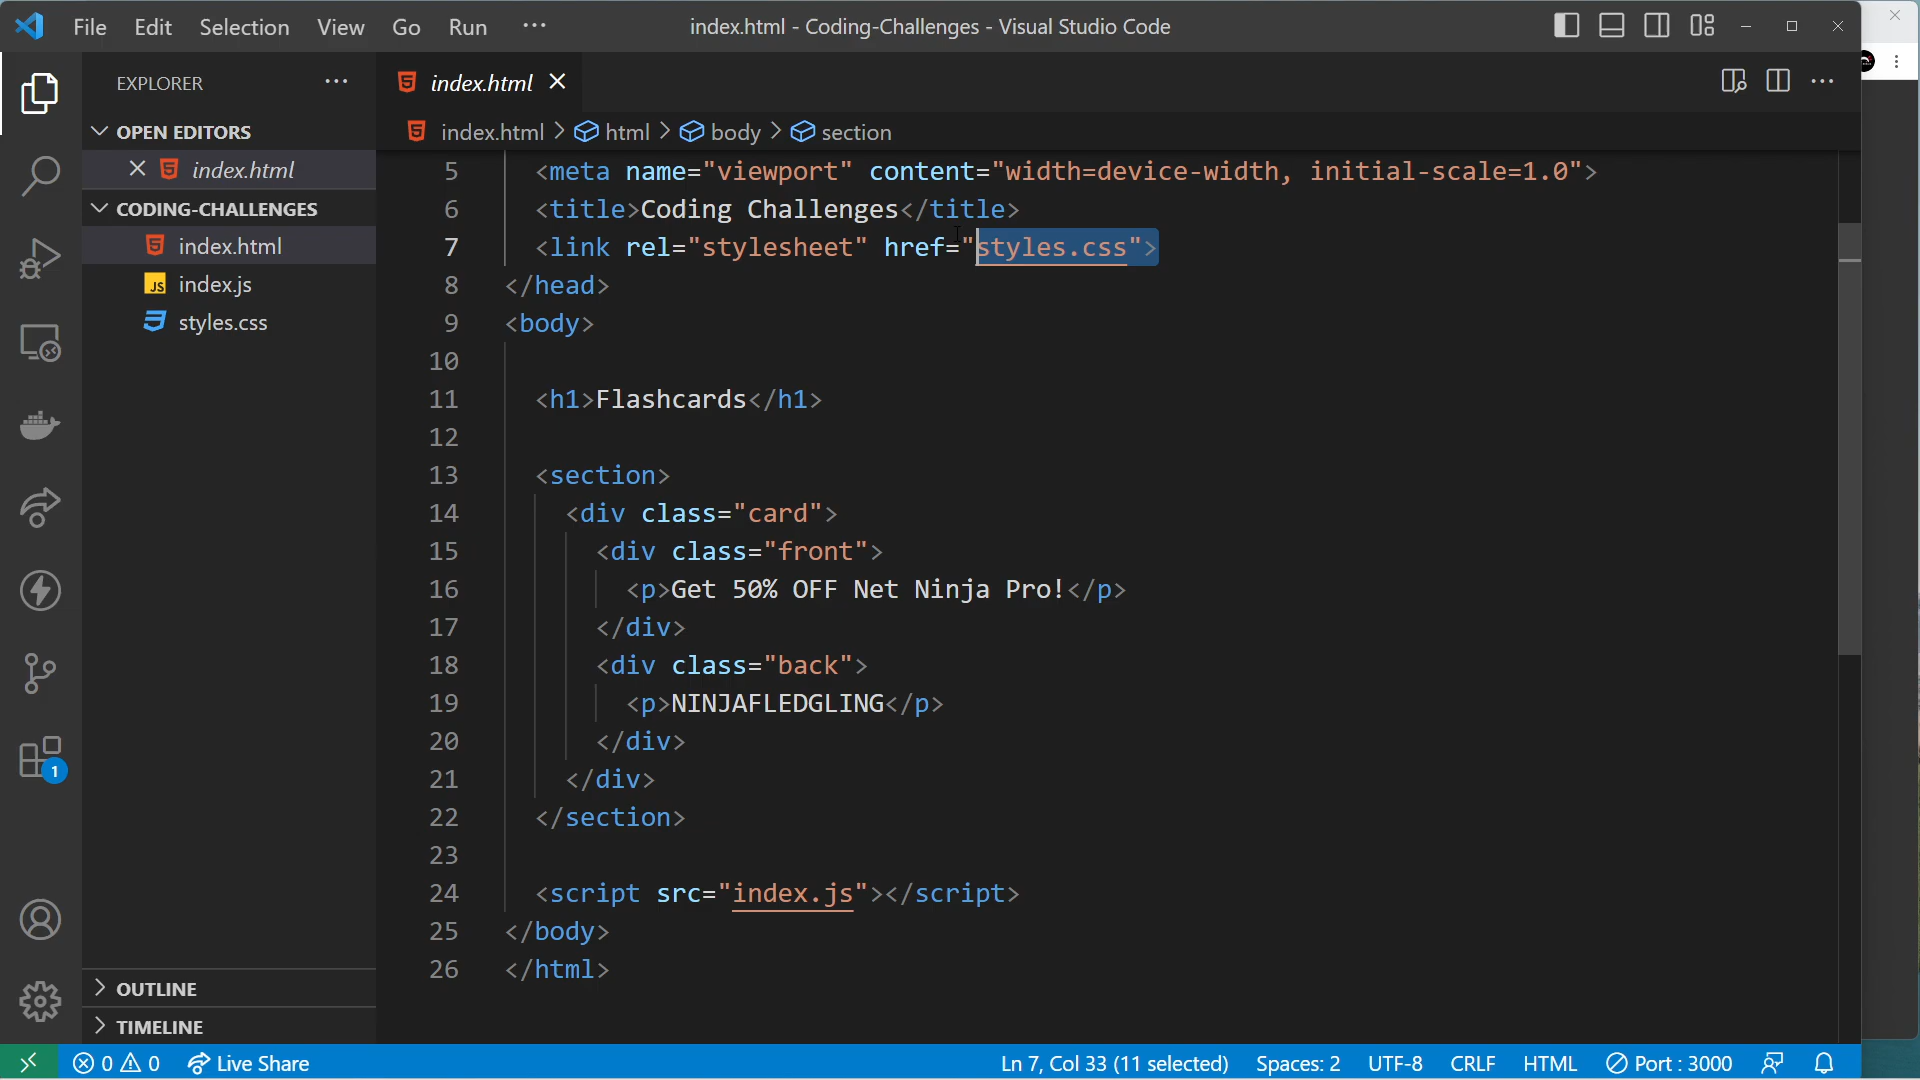 File Edit Selection View Go Run ··· index.html - Coding-Challenges - Visual Studio Code
EXPLORER ···
OPEN EDITORS
index.html
CODING-CHALLENGES
index.html
JS index.js
styles.css
OUTLINE
TIMELINE
1
index.html
index.html > html > body > section
5 <meta name="viewport" content="width=device-width, initial-scale=1.0">
6 <title>Coding Challenges</title>
7 <link rel="stylesheet" href="styles.css">
8 </head>
9 <body>
10
11 <h1>Flashcards</h1>
12
13 <section>
14 <div class="card">
15 <div class="front">
16 <p>Get 50% OFF Net Ninja Pro!</p>
17 </div>
18 <div class="back">
19 <p>NINJAFLEDGLING</p>
20 </div>
21 </div>
22 </section>
23
24 <script src="index.js"></script>
25 </body>
26 </html>
0 0 Live Share Ln 7, Col 33 (11 selected) Spaces: 2 UTF-8 CRLF HTML Port : 3000